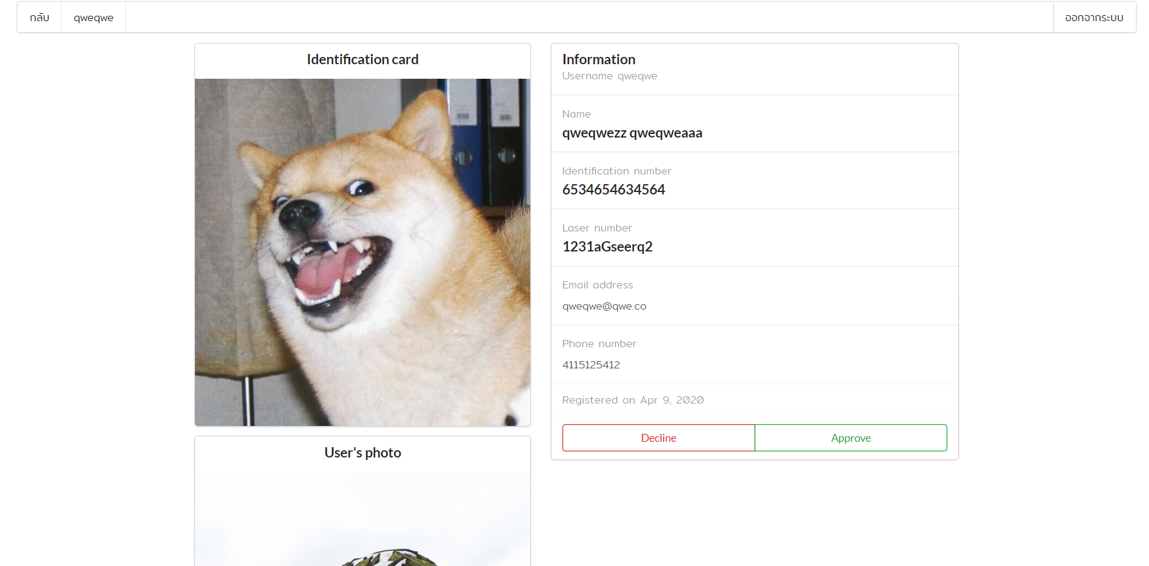 กลับ
qweqwe
ออกจากระบบ
Identification card
Information
Username qweqwe
Name
qweqwezz qweqweaaa
Identification number
6534654634564
Laser number
1231aGseerq2
Email address
qweqwe@qwe.co
Phone number
4115125412
Registered on Apr 9, 2020
Decline
Approve
User's photo